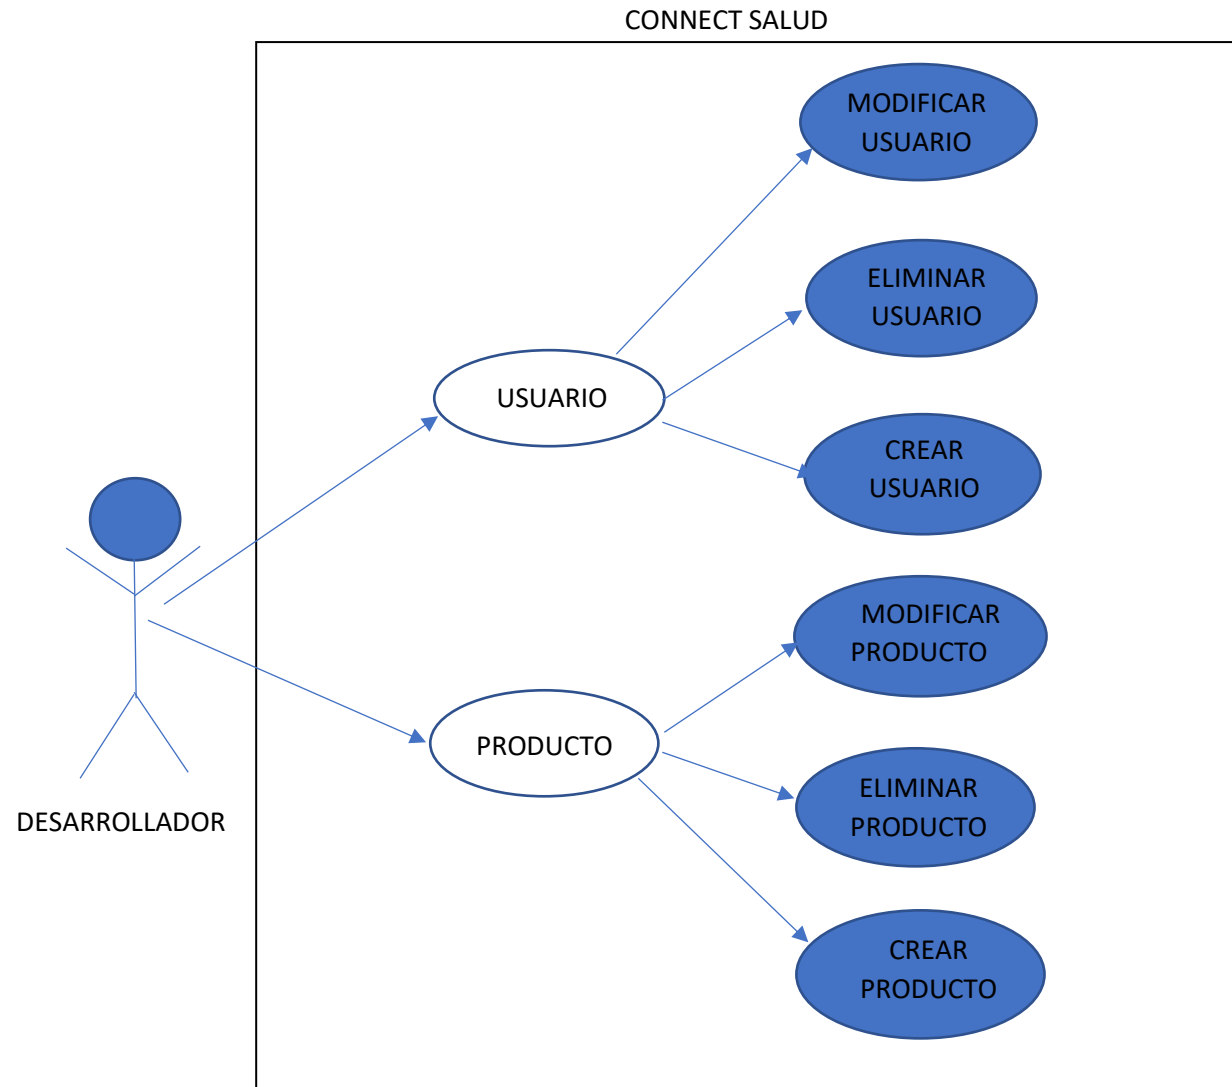 CONNECT SALUD
MODIFICAR
USUARIO
ELIMINAR
USUARIO
USUARIO
CREAR
USUARIO
MODIFICAR
PRODUCTO
PRODUCTO
ELIMINAR
PRODUCTO
DESARROLLADOR
CREAR
PRODUCTO